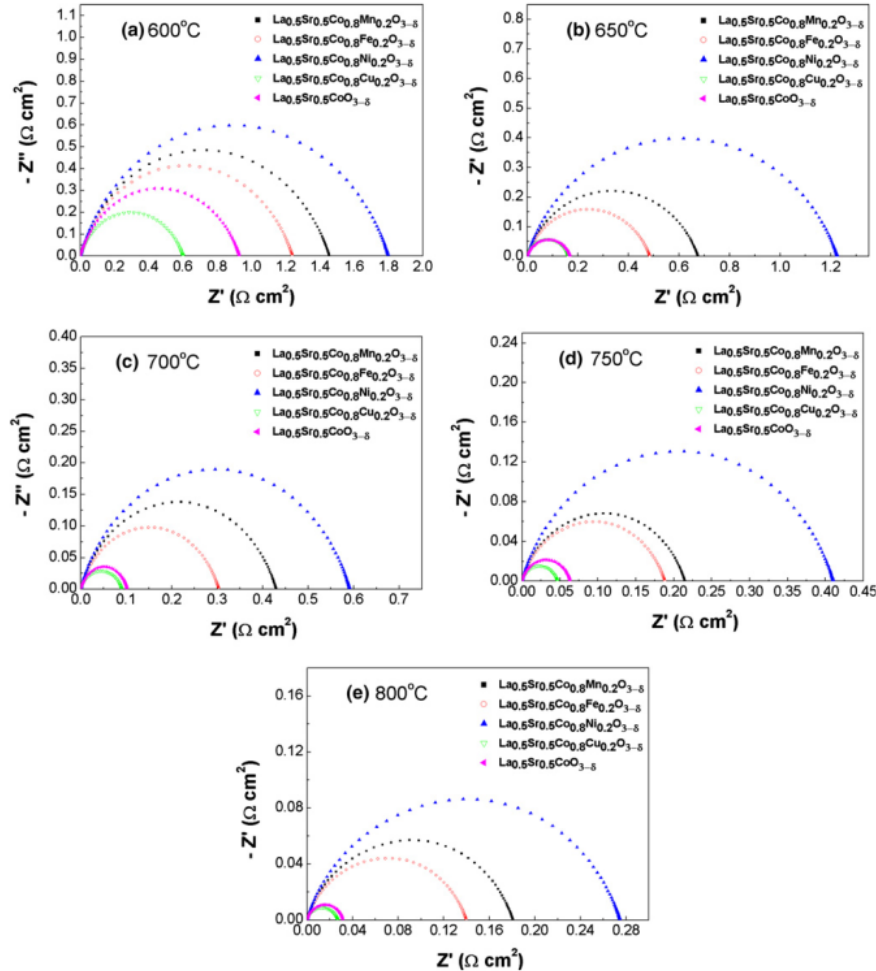 (a) 600°C
La0.5Sr0.5Co0.8Mn0.2O3-δ
La0.5Sr0.5Co0.8Fe0.2O3-δ
La0.5Sr0.5Co0.8Ni0.2O3-δ
La0.5Sr0.5Co0.8Cu0.2O3-δ
La0.5Sr0.5CoO3-δ
1.1
1.0
0.9
0.8
0.7
0.6
0.5
0.4
0.3
0.2
0.1
0.0
- Z'' (Ω cm2)
0.0 0.2 0.4 0.6 0.8 1.0 1.2 1.4 1.6 1.8 2.0
Z' (Ω cm2)
(b) 650°C
La0.5Sr0.5Co0.8Mn0.2O3-δ
La0.5Sr0.5Co0.8Fe0.2O3-δ
La0.5Sr0.5Co0.8Ni0.2O3-δ
La0.5Sr0.5Co0.8Cu0.2O3-δ
La0.5Sr0.5CoO3-δ
0.8
0.7
0.6
0.5
0.4
0.3
0.2
0.1
0.0
- Z' (Ω cm2)
0.0 0.2 0.4 0.6 0.8 1.0 1.2
Z' (Ω cm2)
(c) 700°C
La0.5Sr0.5Co0.8Mn0.2O3-δ
La0.5Sr0.5Co0.8Fe0.2O3-δ
La0.5Sr0.5Co0.8Ni0.2O3-δ
La0.5Sr0.5Co0.8Cu0.2O3-δ
La0.5Sr0.5CoO3-δ
0.40
0.35
0.30
0.25
0.20
0.15
0.10
0.05
0.00
- Z'' (Ω cm2)
0.0 0.1 0.2 0.3 0.4 0.5 0.6 0.7
Z' (Ω cm2)
(d) 750°C
La0.5Sr0.5Co0.8Mn0.2O3-δ
La0.5Sr0.5Co0.8Fe0.2O3-δ
La0.5Sr0.5Co0.8Ni0.2O3-δ
La0.5Sr0.5Co0.8Cu0.2O3-δ
La0.5Sr0.5CoO3-δ
0.24
0.21
0.18
0.15
0.12
0.09
0.06
0.03
0.00
- Z' (Ω cm2)
0.00 0.05 0.10 0.15 0.20 0.25 0.30 0.35 0.40 0.45
Z' (Ω cm2)
(e) 800°C
La0.5Sr0.5Co0.8Mn0.2O3-δ
La0.5Sr0.5Co0.8Fe0.2O3-δ
La0.5Sr0.5Co0.8Ni0.2O3-δ
La0.5Sr0.5Co0.8Cu0.2O3-δ
La0.5Sr0.5CoO3-δ
0.16
0.12
0.08
0.04
0.00
- Z' (Ω cm2)
0.00 0.04 0.08 0.12 0.16 0.20 0.24 0.28
Z' (Ω cm2)